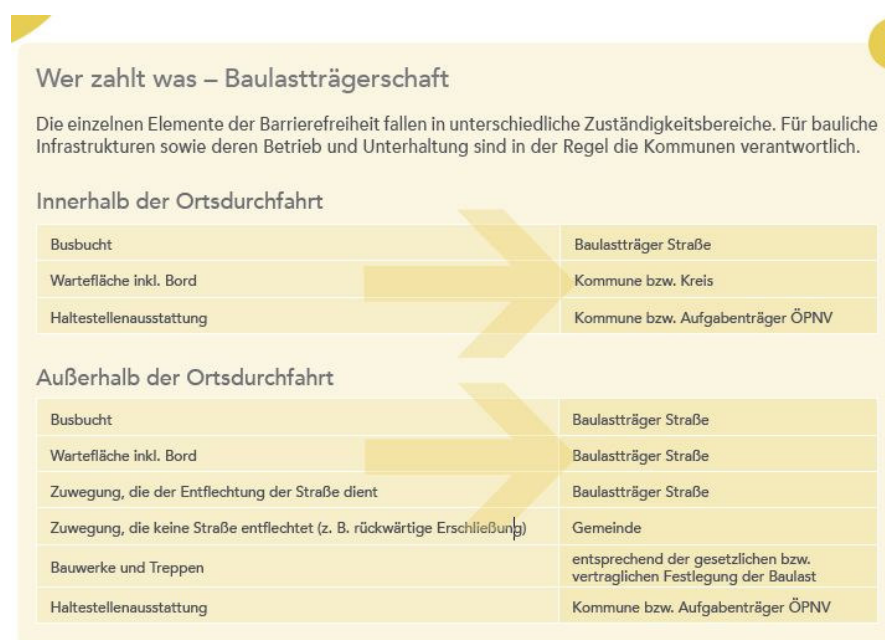 Wer zahlt was – Baulastträgerschaft
Die einzelnen Elemente der Barrierefreiheit fallen in unterschiedliche Zuständigkeitsbereiche. Für bauliche
Infrastrukturen sowie deren Betrieb und Unterhaltung sind in der Regel die Kommunen verantwortlich.
Innerhalb der Ortsdurchfahrt
Busbucht Baulastträger Straße
Wartefläche inkl. Bord Kommune bzw. Kreis
Haltestellenausstattung Kommune bzw. Aufgabenträger ÖPNV
Außerhalb der Ortsdurchfahrt
Busbucht Baulastträger Straße
Wartefläche inkl. Bord Baulastträger Straße
Zuwegung, die der Entflechtung der Straße dient Baulastträger Straße
Zuwegung, die keine Straße entflechtet (z. B. rückwärtige Erschließung) Gemeinde
Bauwerke und Treppen entsprechend der gesetzlichen bzw.
vertraglichen Festlegung der Baulast
Haltestellenausstattung Kommune bzw. Aufgabenträger ÖPNV